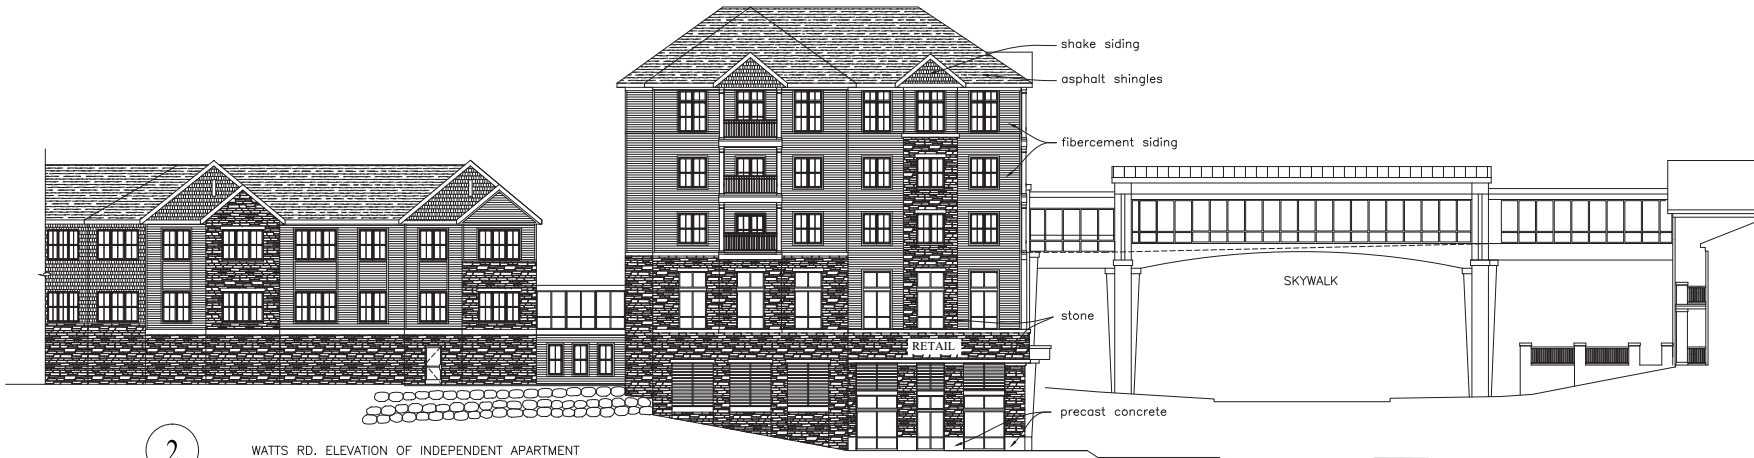 shake siding
asphalt shingles
fibercement siding
SKYWALK
stone
RETAIL
precast concrete
2
WATTS RD. ELEVATION OF INDEPENDENT APARTMENT